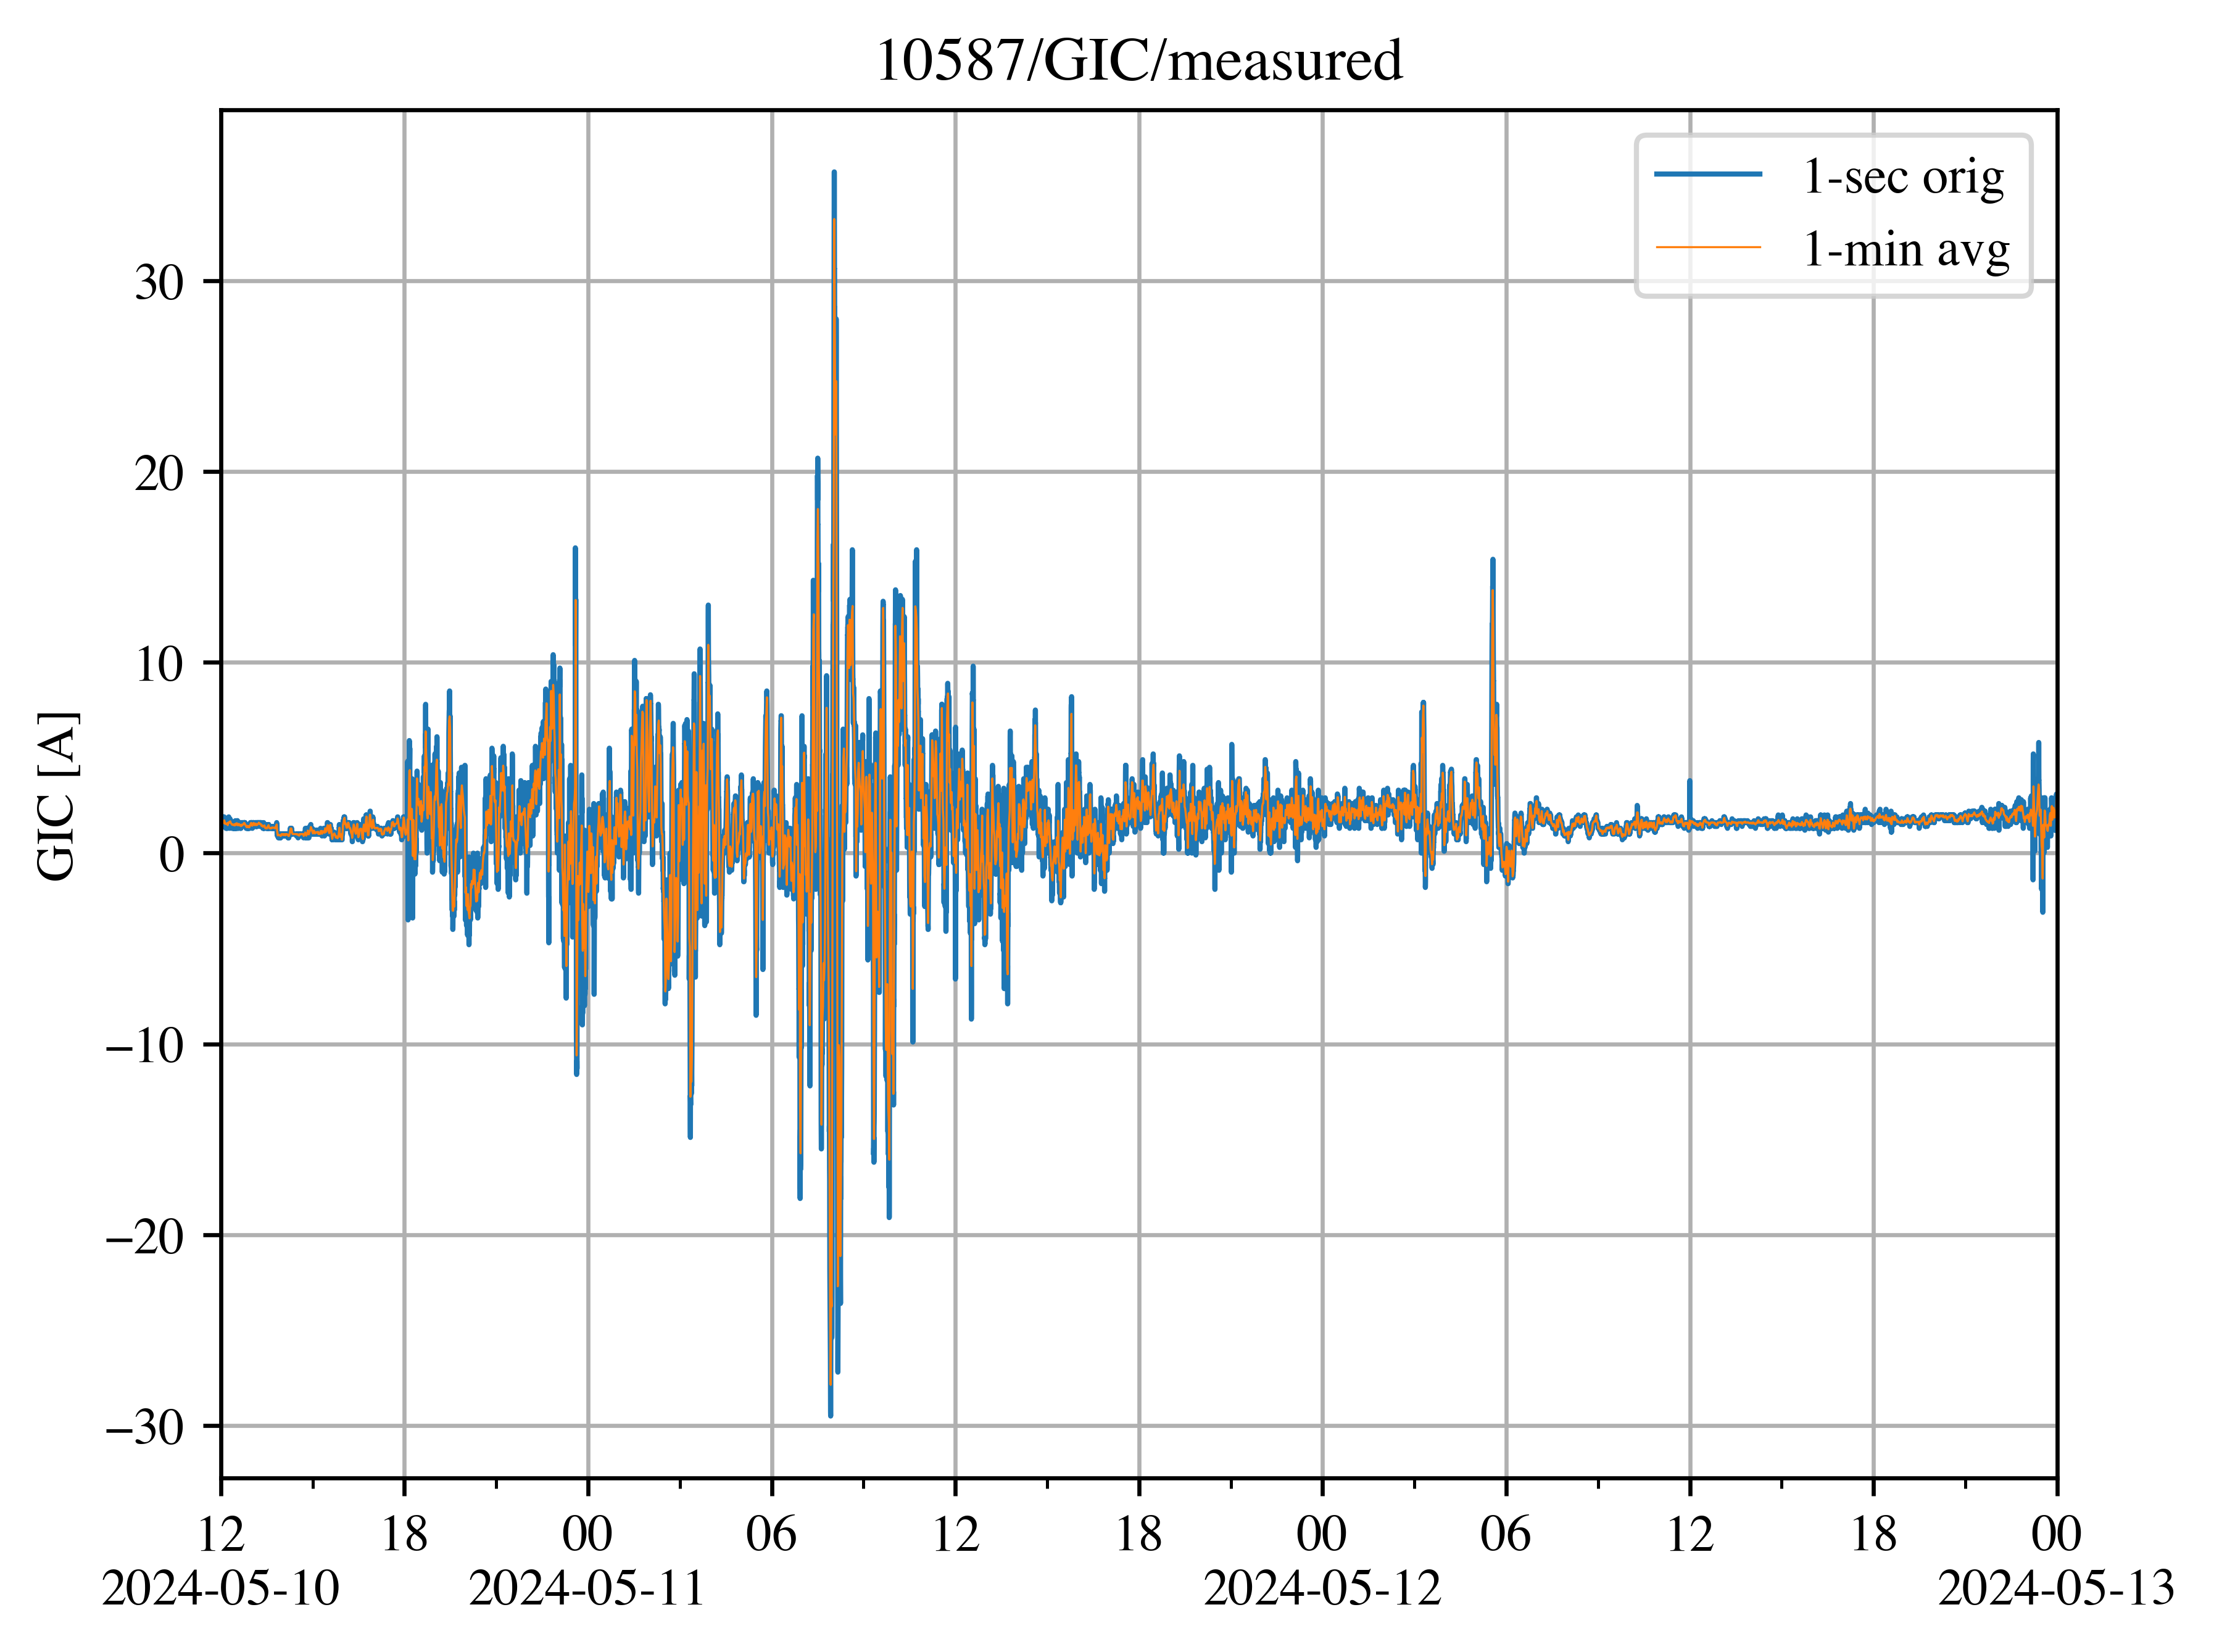 10587/GIC/measured
1-sec orig
1-min avg
GIC [A]
30
20
10
0
−10
−20
−30
12 18 00 06 12 18 00 06 12 18 00
2024-05-10 2024-05-11 2024-05-12 2024-05-13